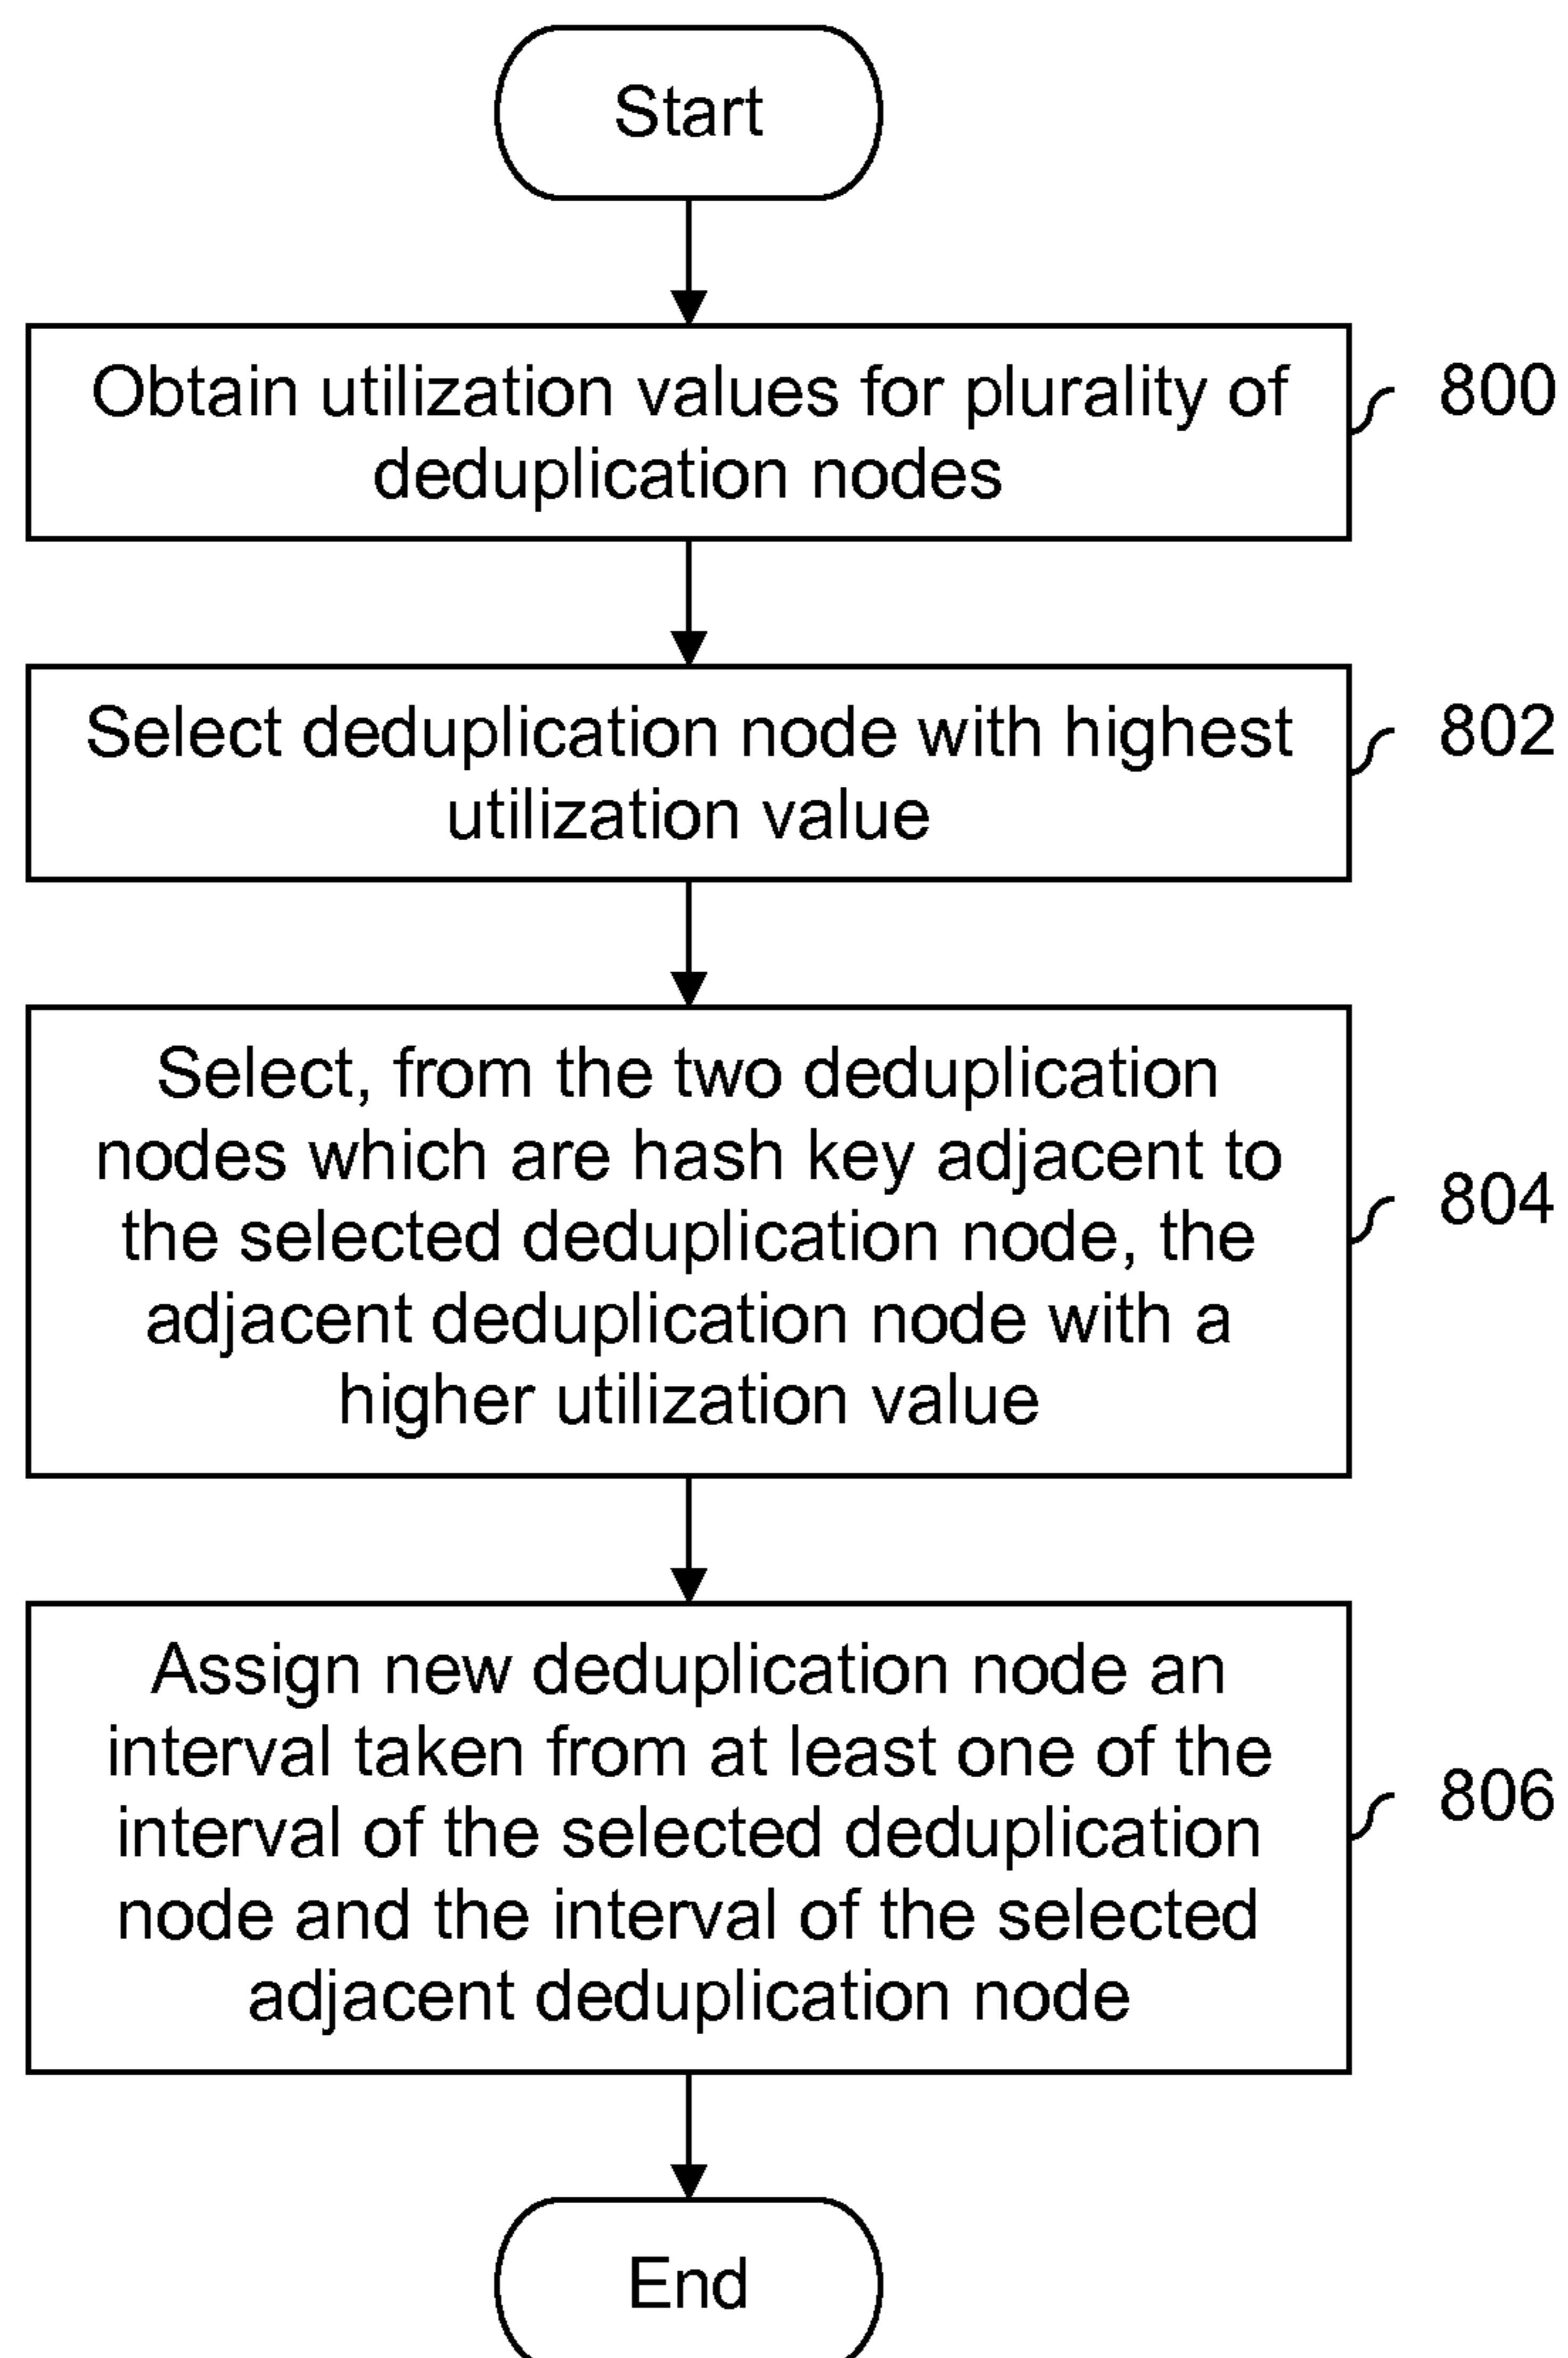 Start
Obtain utilization values for plurality of
deduplication nodes
800
Select deduplication node with highest
utilization value
802
Select, from the two deduplication
nodes which are hash key adjacent to
the selected deduplication node, the
adjacent deduplication node with a
higher utilization value
804
Assign new deduplication node an
interval taken from at least one of the
interval of the selected deduplication
node and the interval of the selected
adjacent deduplication node
806
End